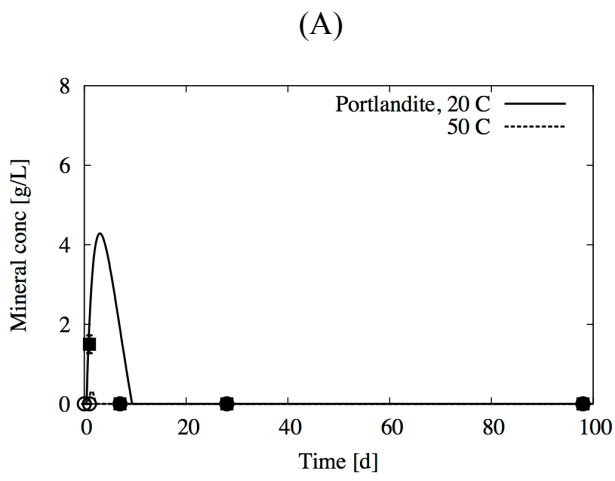 (A)
Mineral conc [g/L]
8
6
4
2
0
Portlandite, 20 C
50 C
0 20 40 60 80 100
Time [d]